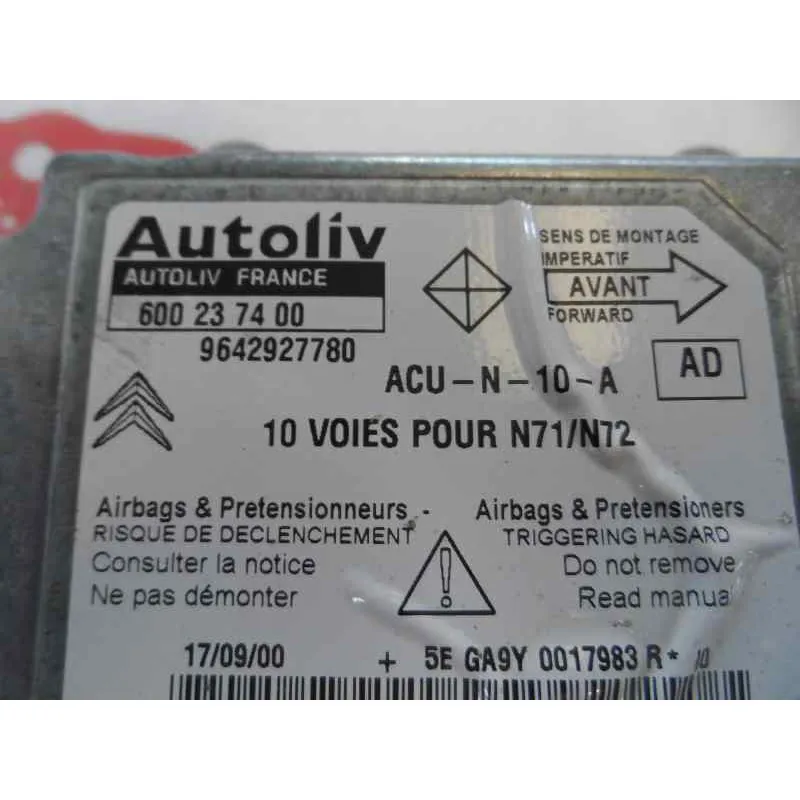 Autoliv
AUTOLIV FRANCE
600 23 74 00
9642927780
SENS DE MONTAGE
IMPERATIF
AVANT
FORWARD
ACU-N-10-A
AD
10 VOIES POUR N71/N72
Airbags & Pretensionneurs -
RISQUE DE DECLENCHEMENT
Consulter la notice
Ne pas démonter
Airbags & Pretensioners
TRIGGERING HASARD
Do not remove
Read manual
17/09/00 + 5E GA9Y 0017983 R*